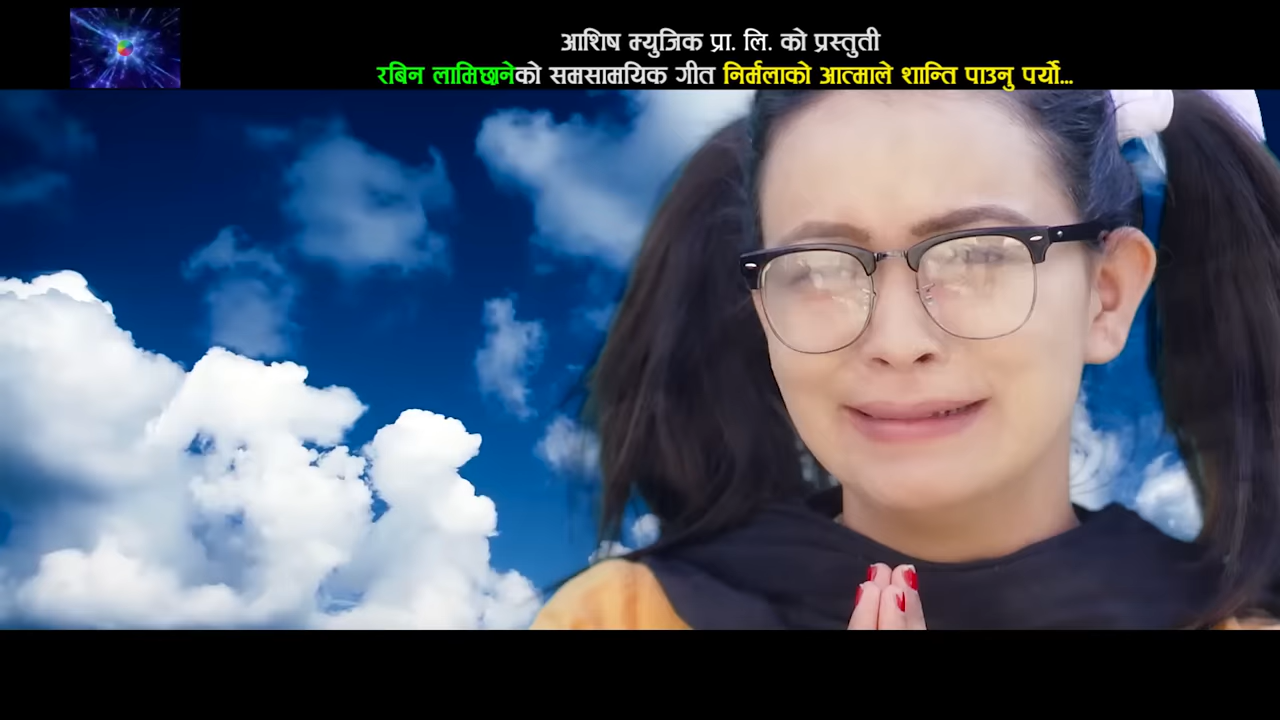 आशिष म्युजिक प्रा. लि. को प्रस्तुती
रबिन लामिछानेको समसामयिक गीत निर्मलाको आत्माले शान्ति पाउनु पर्यो...